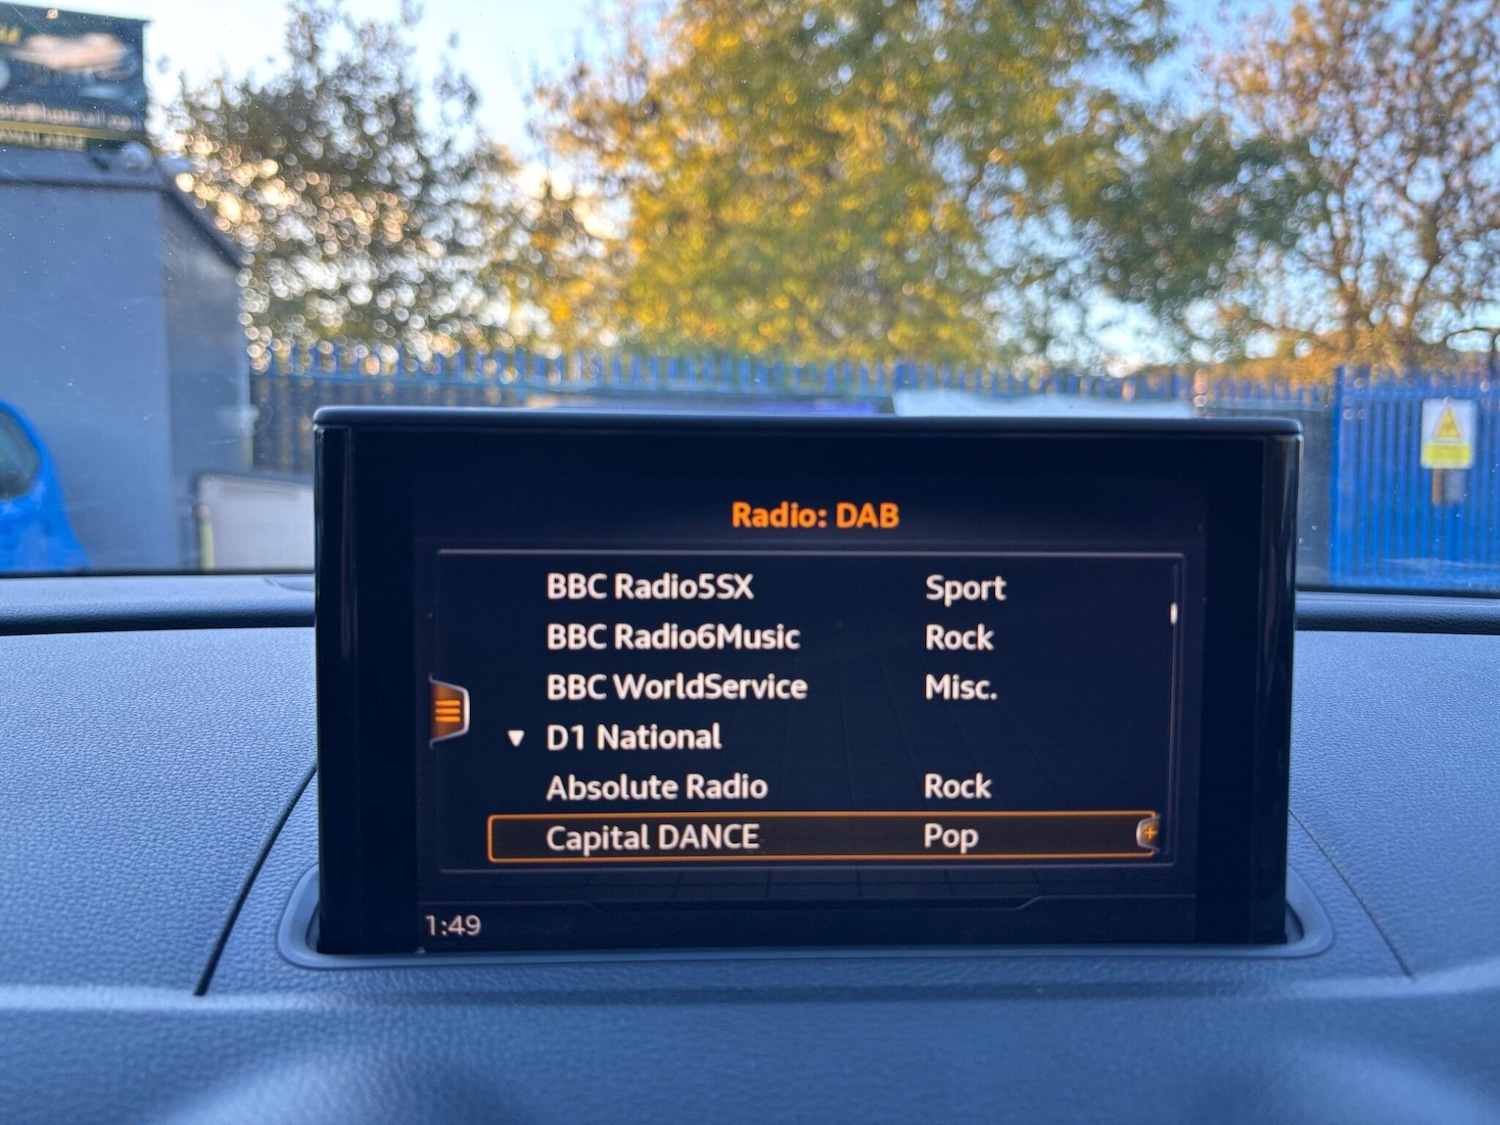 Radio: DAB
BBC Radio5SX Sport
BBC Radio6Music Rock
BBC WorldService Misc.
D1 National
Absolute Radio Rock
Capital DANCE Pop
1:49